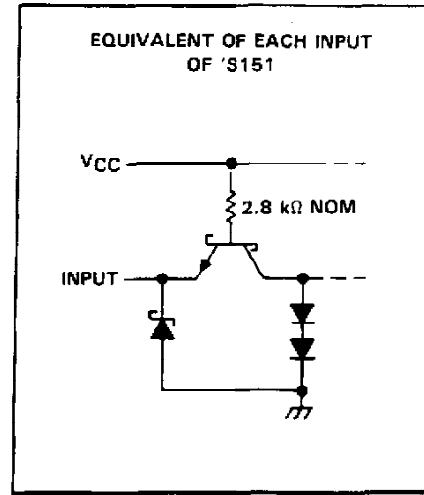 EQUIVALENT OF EACH INPUT
OF 'S151
VCC
2.8 kΩ NOM
INPUT